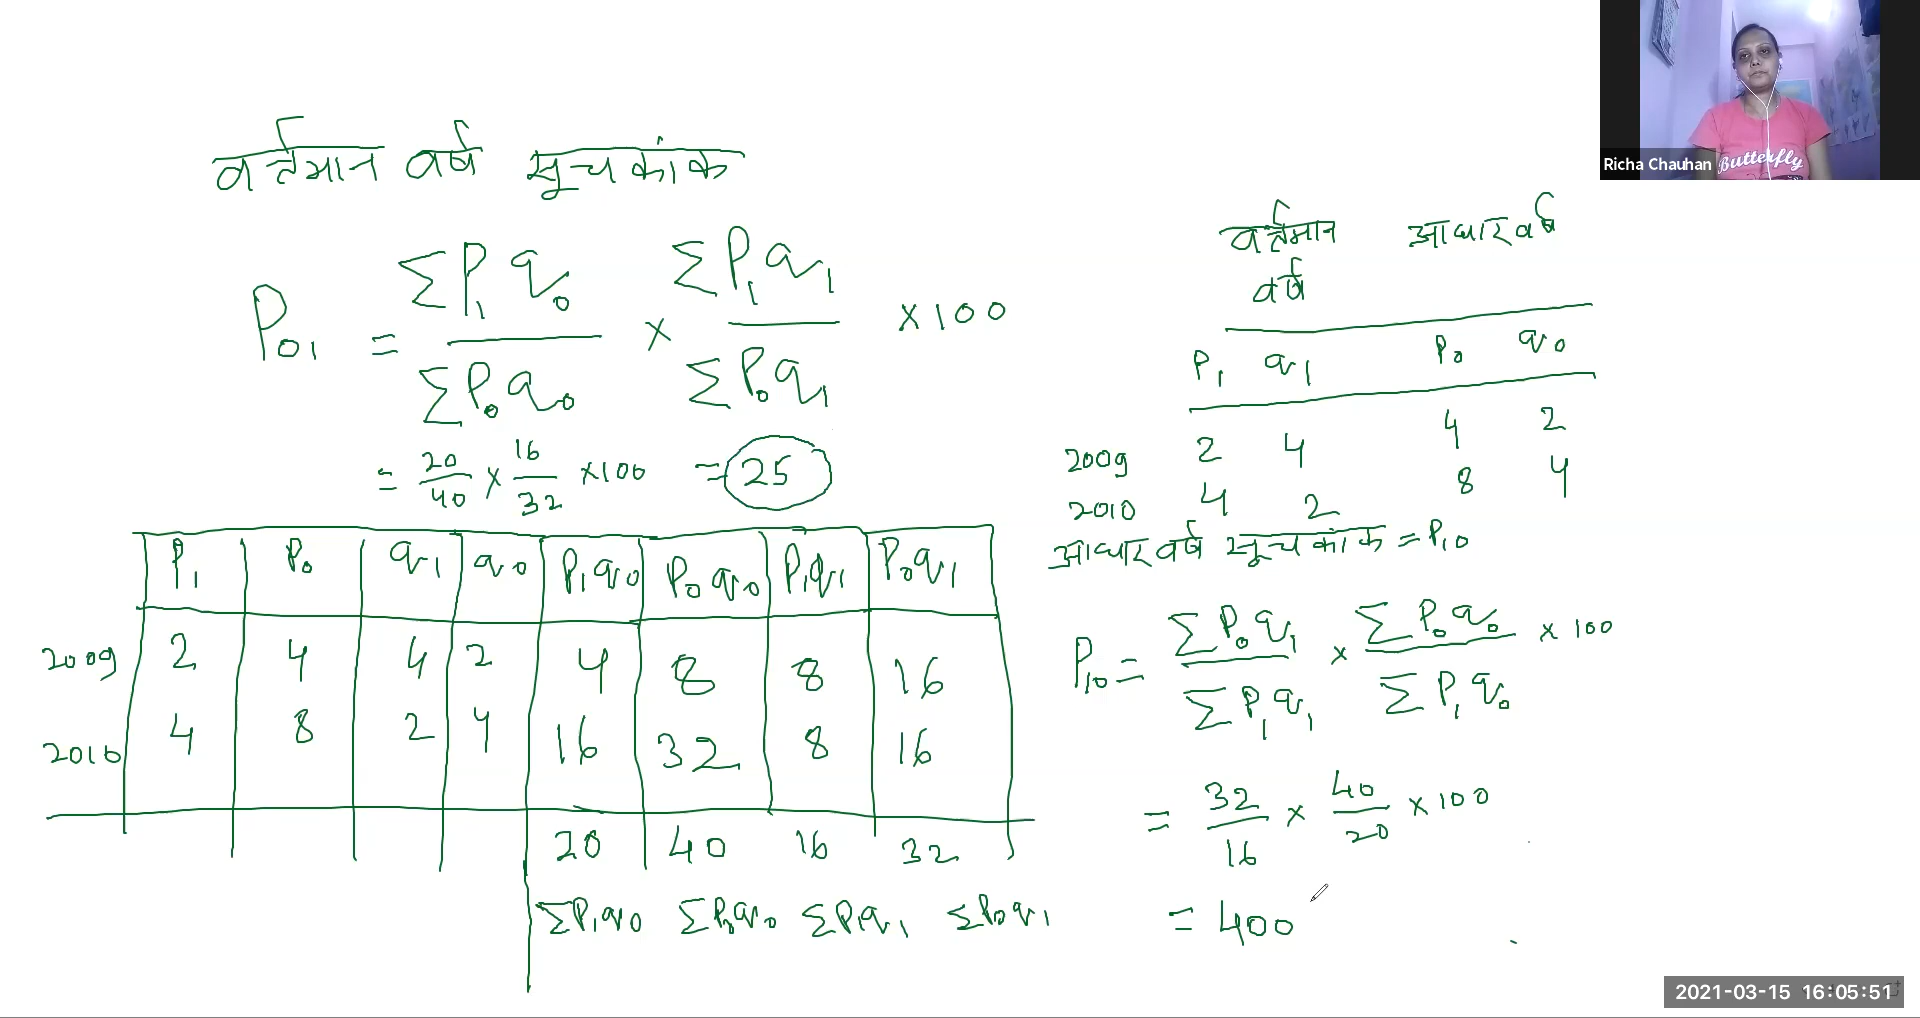 वर्तमान वर्ष सूचकांक
P₀₁ = ΣP₁q₀ / ΣP₀q₀ × ΣP₁q₁ / ΣP₀q₁ ×100
= 20/40 × 16/32 ×100 = 25
P₁ P₀ q₁ q₀ P₁q₀ P₀q₀ P₁q₁ P₀q₁
2009 2 4 4 2 4 8 8 16
2010 4 8 2 4 16 32 8 16
20 40 16 32
ΣP₁q₀ ΣP₀q₀ ΣP₁q₁ ΣP₀q₁
Richa Chauhan
Butterfly
वर्तमान वर्ष आधार वर्ष
P₁ q₁ P₀ q₀
2009 2 4 4 2
2010 4 2 8 4
आधार वर्ष सूचकांक = P₁₀
P₁₀ = ΣP₀q₁ / ΣP₁q₁ × ΣP₀q₀ / ΣP₁q₀ × 100
= 32/16 × 40/20 × 100
= 400
2021-03-15 16:05:51